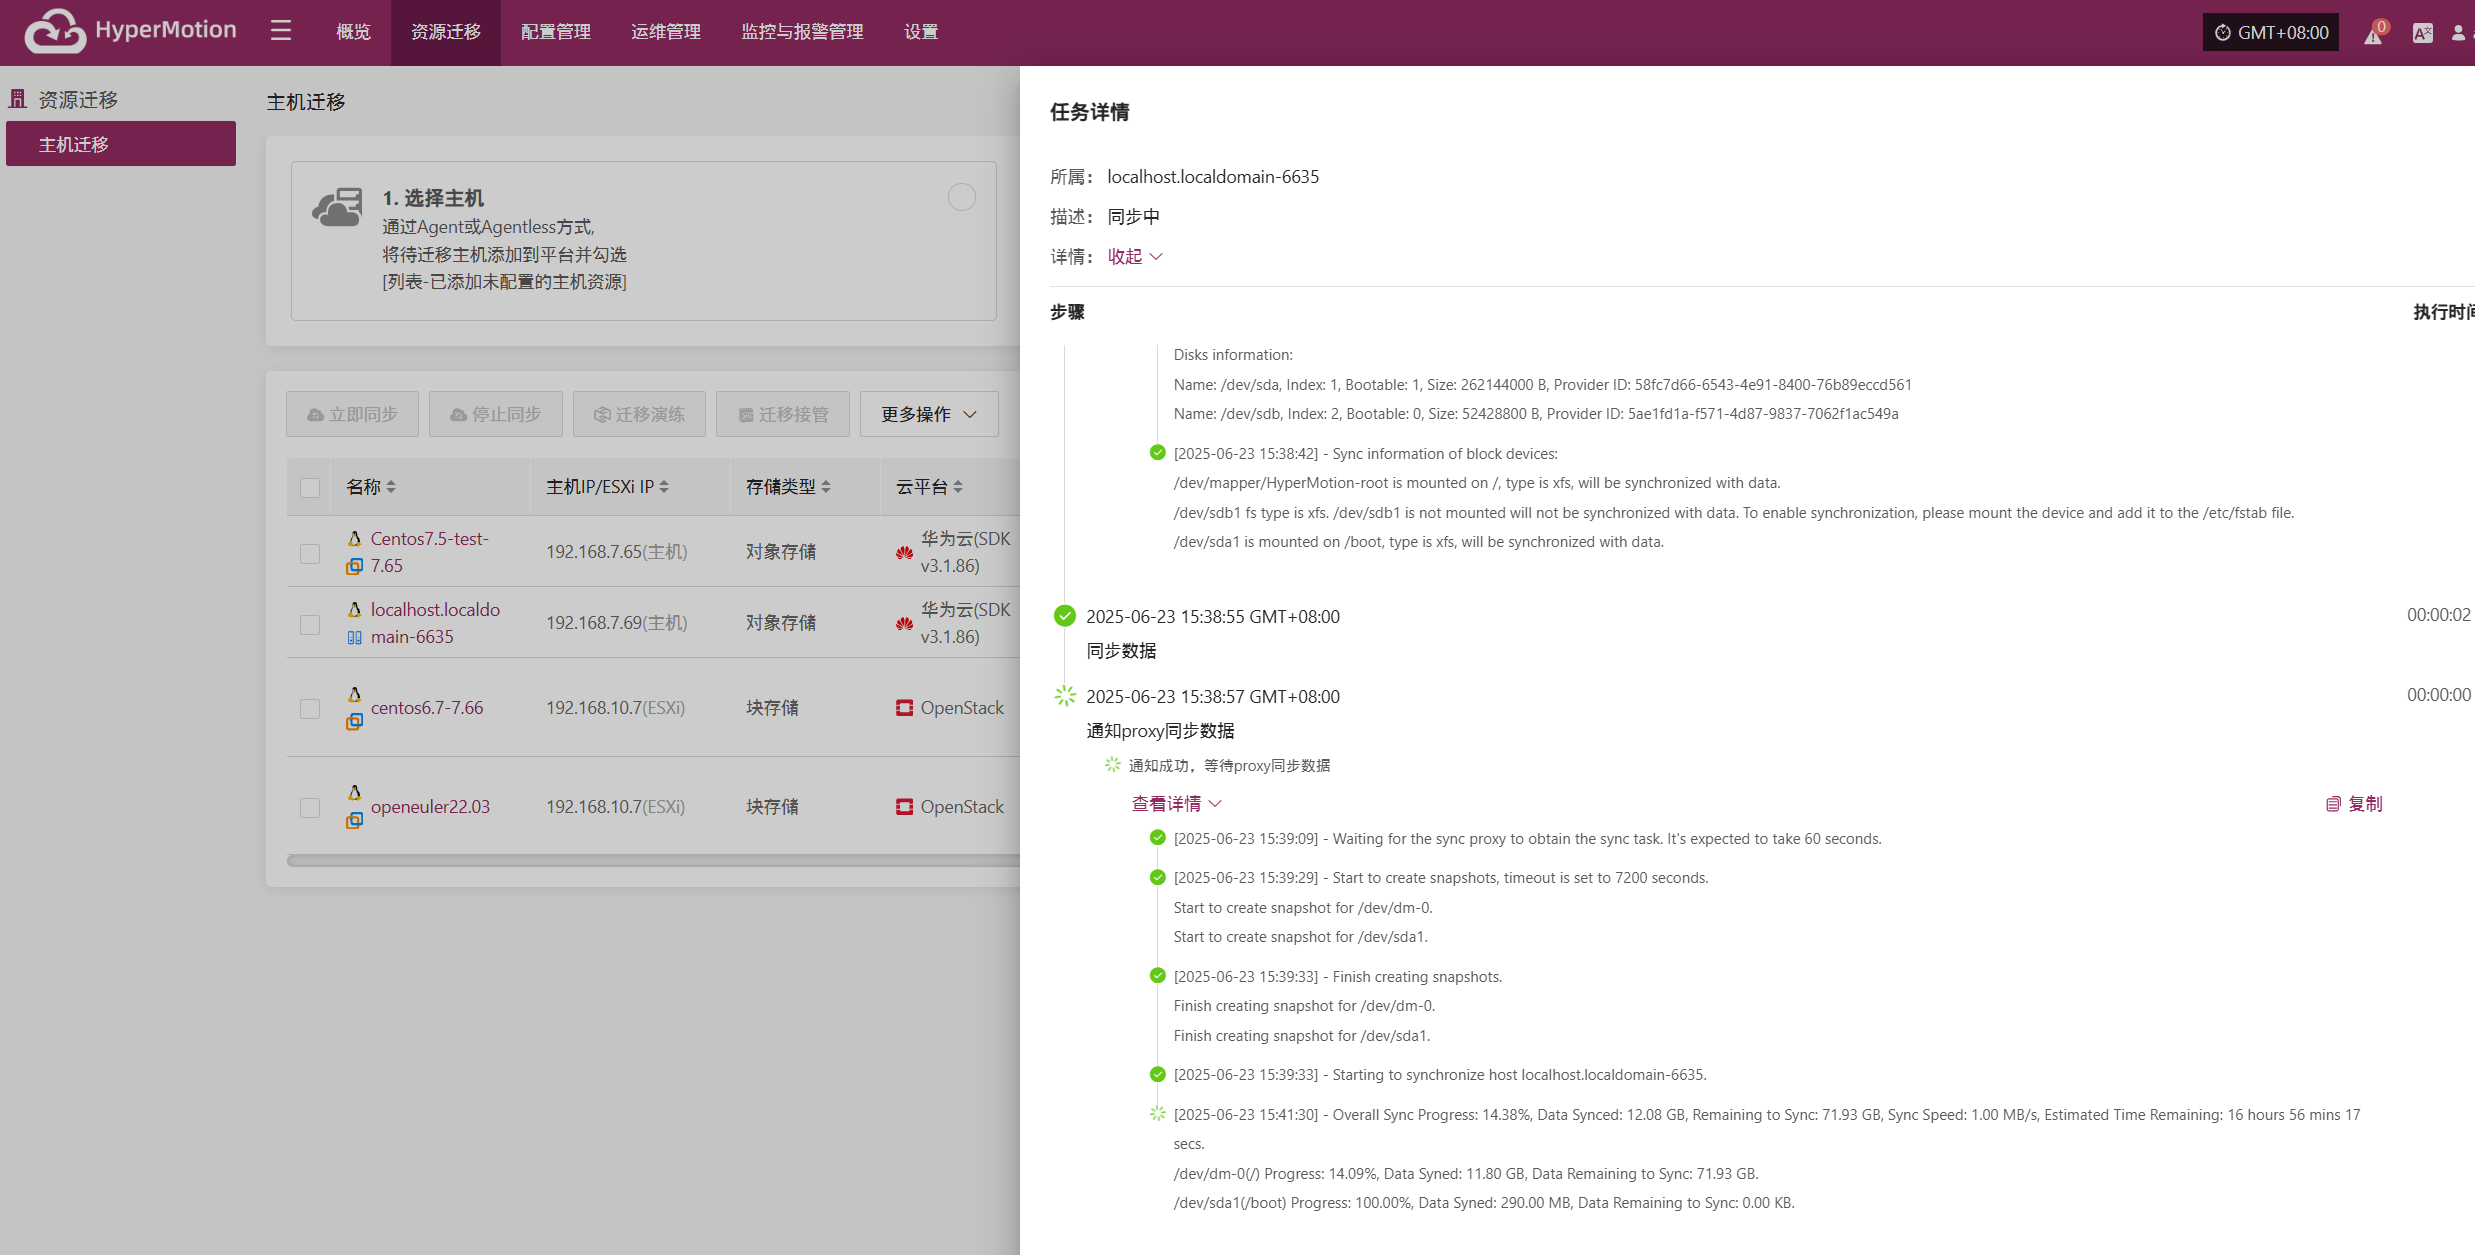 HyperMotion
概览
资源迁移
配置管理
运维管理
监控与报警管理
设置
GMT+08:00
0
资源迁移
主机迁移
主机迁移
1. 选择主机
通过Agent或Agentless方式,
将待迁移主机添加到平台并勾选
[列表-已添加未配置的主机资源]
立即同步
停止同步
迁移演练
迁移接管
更多操作
名称
主机IP/ESXi IP
存储类型
云平台
Centos7.5-test-
7.65
192.168.7.65(主机)
对象存储
华为云(SDK
v3.1.86)
localhost.localdo
main-6635
192.168.7.69(主机)
对象存储
华为云(SDK
v3.1.86)
centos6.7-7.66
192.168.10.7(ESXi)
块存储
OpenStack
openeuler22.03
192.168.10.7(ESXi)
块存储
OpenStack
任务详情
所属： localhost.localdomain-6635
描述： 同步中
详情： 收起
步骤
执行时间
Disks information:
Name: /dev/sda, Index: 1, Bootable: 1, Size: 262144000 B, Provider ID: 58fc7d66-6543-4e91-8400-76b89eccd561
Name: /dev/sdb, Index: 2, Bootable: 0, Size: 52428800 B, Provider ID: 5ae1fd1a-f571-4d87-9837-7062f1ac549a
[2025-06-23 15:38:42] - Sync information of block devices:
/dev/mapper/HyperMotion-root is mounted on /, type is xfs, will be synchronized with data.
/dev/sdb1 fs type is xfs. /dev/sdb1 is not mounted will not be synchronized with data. To enable synchronization, please mount the device and add it to the /etc/fstab file.
/dev/sda1 is mounted on /boot, type is xfs, will be synchronized with data.
2025-06-23 15:38:55 GMT+08:00
00:00:02
同步数据
2025-06-23 15:38:57 GMT+08:00
00:00:00
通知proxy同步数据
通知成功，等待proxy同步数据
查看详情
复制
[2025-06-23 15:39:09] - Waiting for the sync proxy to obtain the sync task. It's expected to take 60 seconds.
[2025-06-23 15:39:29] - Start to create snapshots, timeout is set to 7200 seconds.
Start to create snapshot for /dev/dm-0.
Start to create snapshot for /dev/sda1.
[2025-06-23 15:39:33] - Finish creating snapshots.
Finish creating snapshot for /dev/dm-0.
Finish creating snapshot for /dev/sda1.
[2025-06-23 15:39:33] - Starting to synchronize host localhost.localdomain-6635.
[2025-06-23 15:41:30] - Overall Sync Progress: 14.38%, Data Synced: 12.08 GB, Remaining to Sync: 71.93 GB, Sync Speed: 1.00 MB/s, Estimated Time Remaining: 16 hours 56 mins 17
secs.
/dev/dm-0(/) Progress: 14.09%, Data Syned: 11.80 GB, Data Remaining to Sync: 71.93 GB.
/dev/sda1(/boot) Progress: 100.00%, Data Syned: 290.00 MB, Data Remaining to Sync: 0.00 KB.